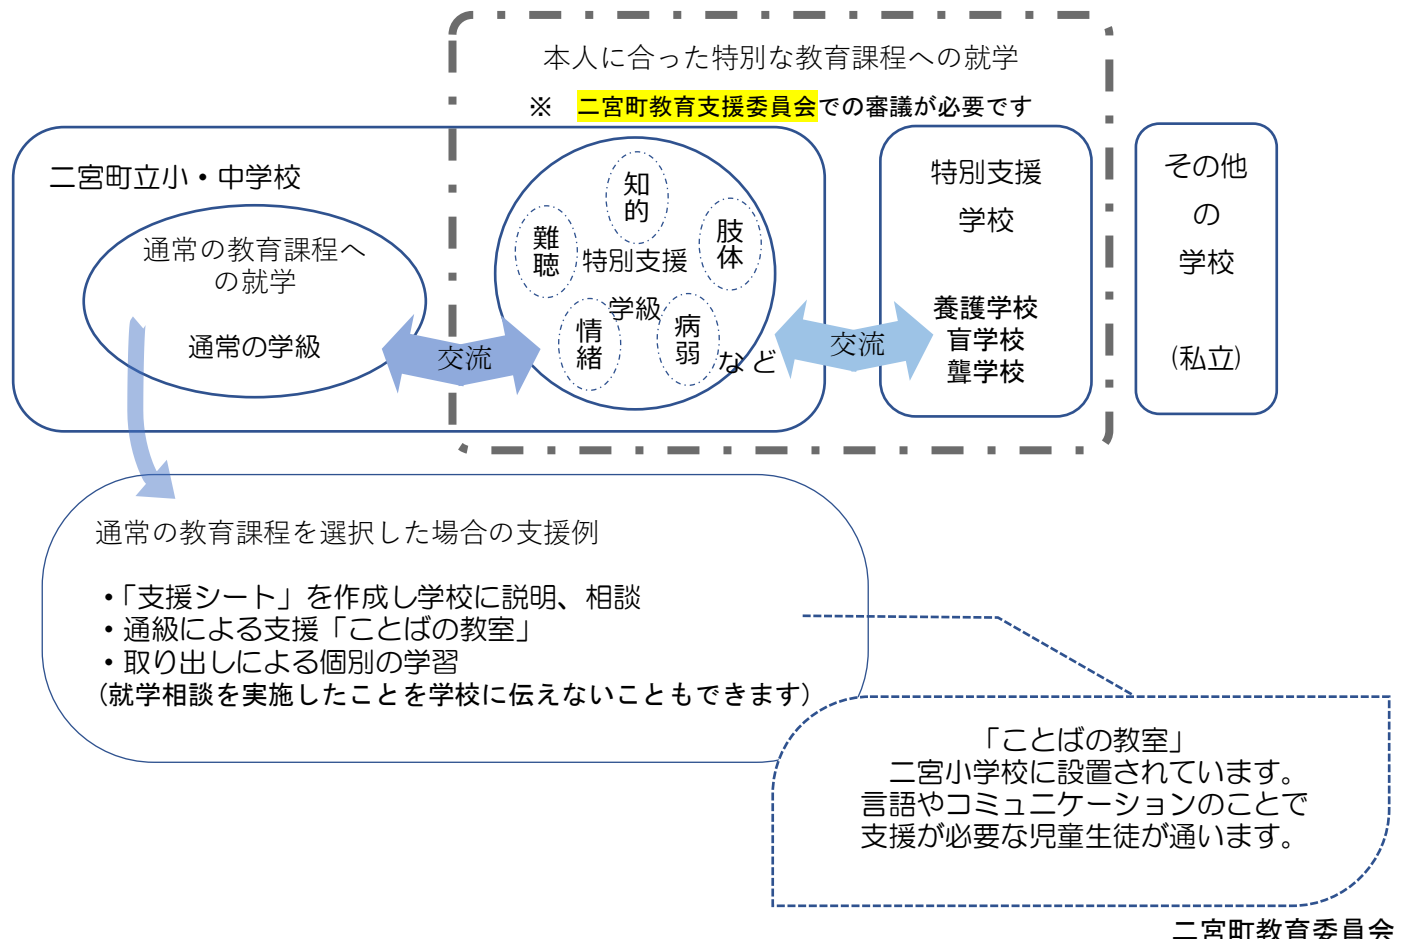 本人に合った特別な教育課程への就学
※　二宮町教育支援委員会での審議が必要です
二宮町立小・中学校
通常の教育課程へ
の就学
通常の学級
交流
知的
難聴
肢体
特別支援
学級
情緒
病弱
など
交流
特別支援
学校
養護学校
盲学校
聾学校
その他
の
学校
(私立)
通常の教育課程を選択した場合の支援例
・「支援シート」を作成し学校に説明、相談
・通級による支援「ことばの教室」
・取り出しによる個別の学習
(就学相談を実施したことを学校に伝えないこともできます)
「ことばの教室」
二宮小学校に設置されています。
言語やコミュニケーションのことで
支援が必要な児童生徒が通います。
二宮町教育委員会